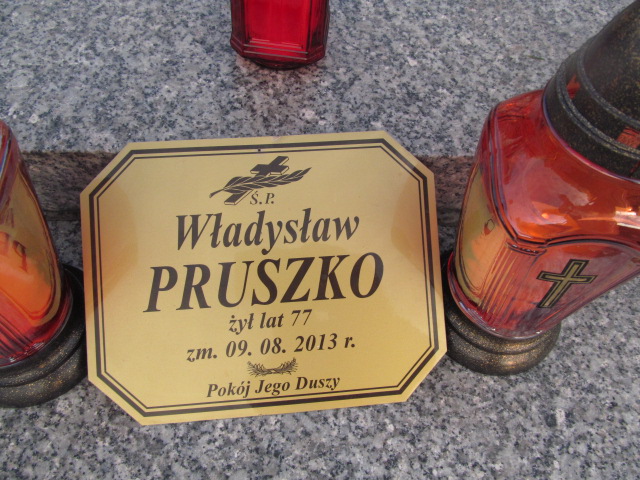 Ś.P.
Władysław
PRUSZKO
żył lat 77
zm. 09. 08. 2013 r.
Pokój Jego Duszy